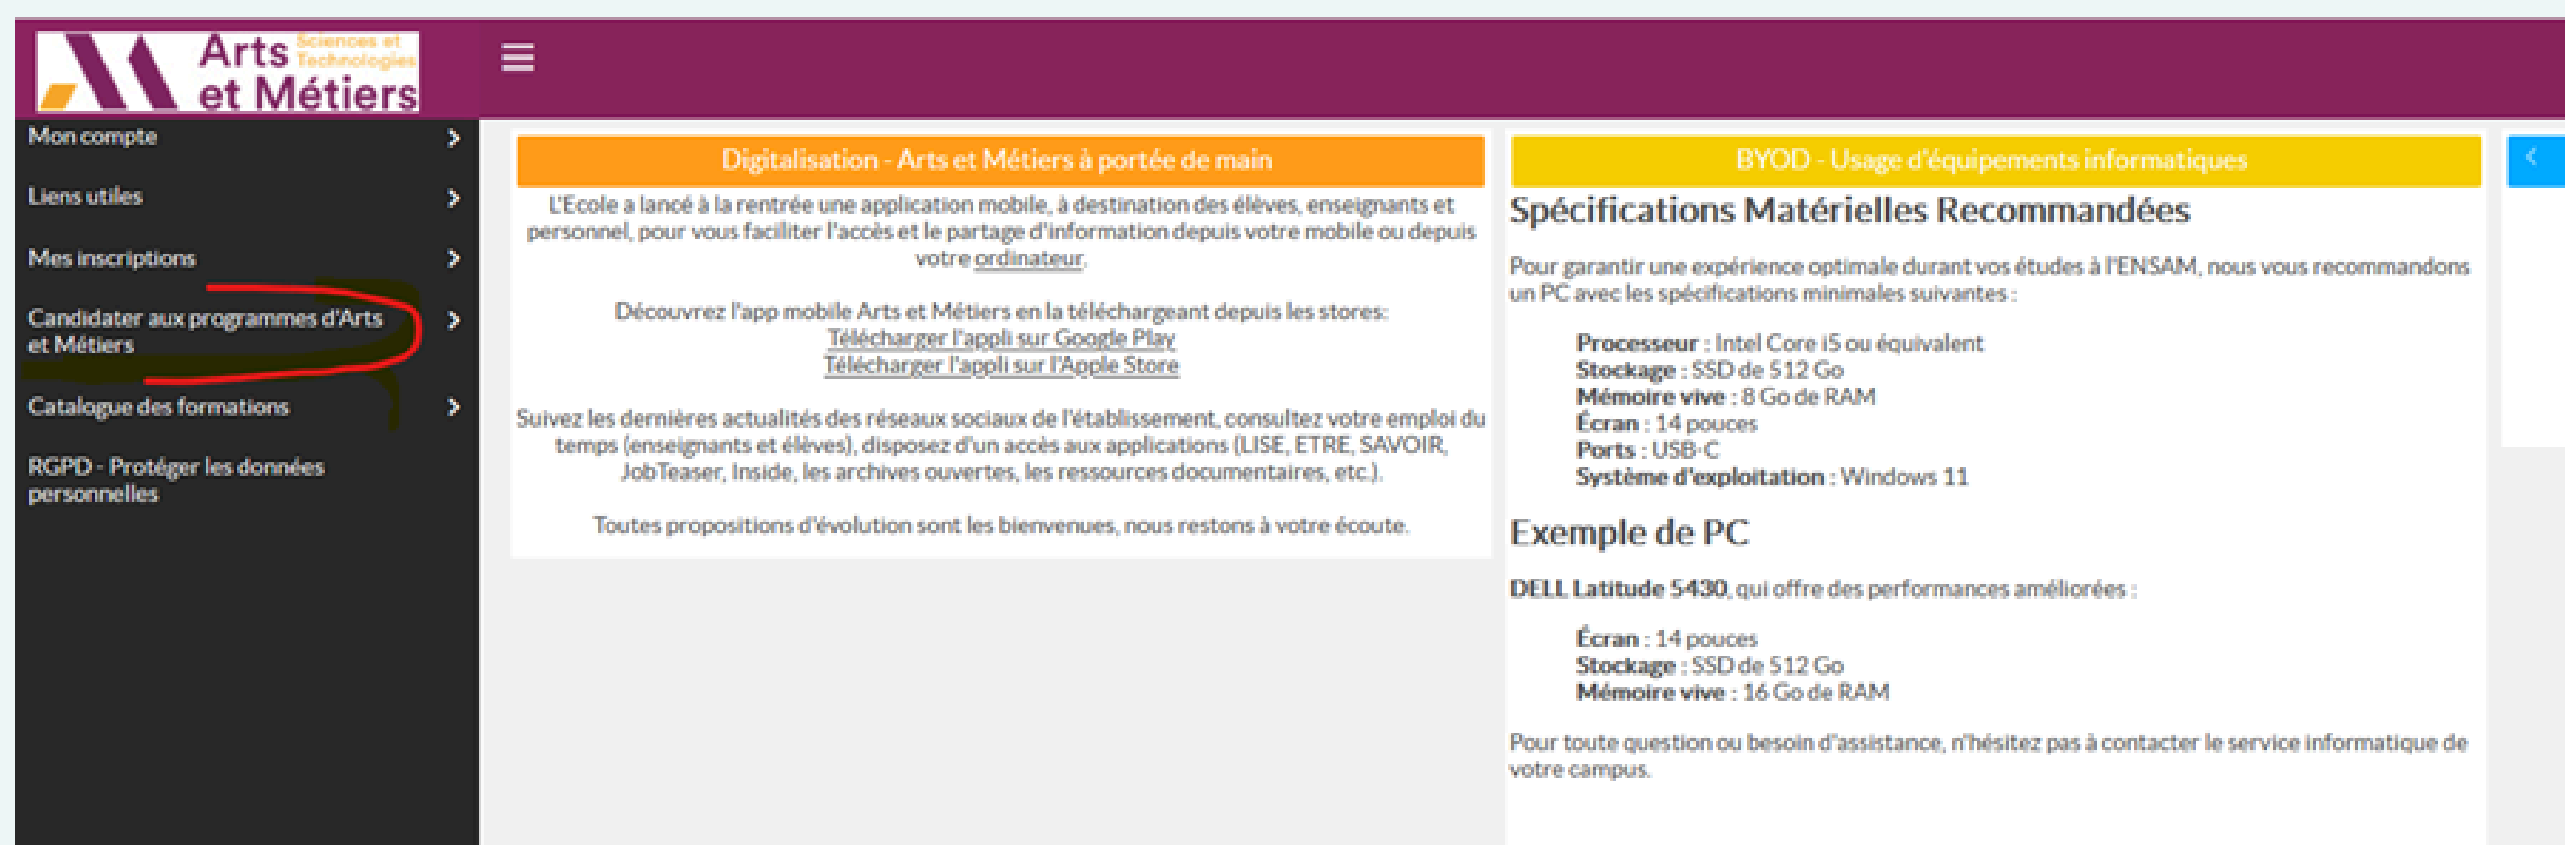 Arts Sciences et
Technologies
et Métiers
Mon compte
Liens utiles
Mes inscriptions
Candidater aux programmes d'Arts
et Métiers
Catalogue des formations
RGPD - Protéger les données
personnelles
Digitalisation - Arts et Métiers à portée de main
L'Ecole a lancé à la rentrée une application mobile, à destination des élèves, enseignants et
personnel, pour vous faciliter l'accès et le partage d'information depuis votre mobile ou depuis
votre ordinateur.
Découvrez l'app mobile Arts et Métiers en la téléchargeant depuis les stores:
Télécharger l'appli sur Google Play
Télécharger l'appli sur l'Apple Store
Suivez les dernières actualités des réseaux sociaux de l'établissement, consultez votre emploi du
temps (enseignants et élèves), disposez d'un accès aux applications (LISE, ETRE, SAVOIR,
JobTeaser, Inside, les archives ouvertes, les ressources documentaires, etc.).
Toutes propositions d'évolution sont les bienvenues, nous restons à votre écoute.
BYOD - Usage d'équipements informatiques
Spécifications Matérielles Recommandées
Pour garantir une expérience optimale durant vos études à l'ENSAM, nous vous recommandons
un PC avec les spécifications minimales suivantes :
Processeur : Intel Core i5 ou équivalent
Stockage : SSD de 512 Go
Mémoire vive : 8 Go de RAM
Écran : 14 pouces
Ports : USB-C
Système d'exploitation : Windows 11
Exemple de PC
DELL Latitude 5430, qui offre des performances améliorées :
Écran : 14 pouces
Stockage : SSD de 512 Go
Mémoire vive : 16 Go de RAM
Pour toute question ou besoin d'assistance, n'hésitez pas à contacter le service informatique de
votre campus.